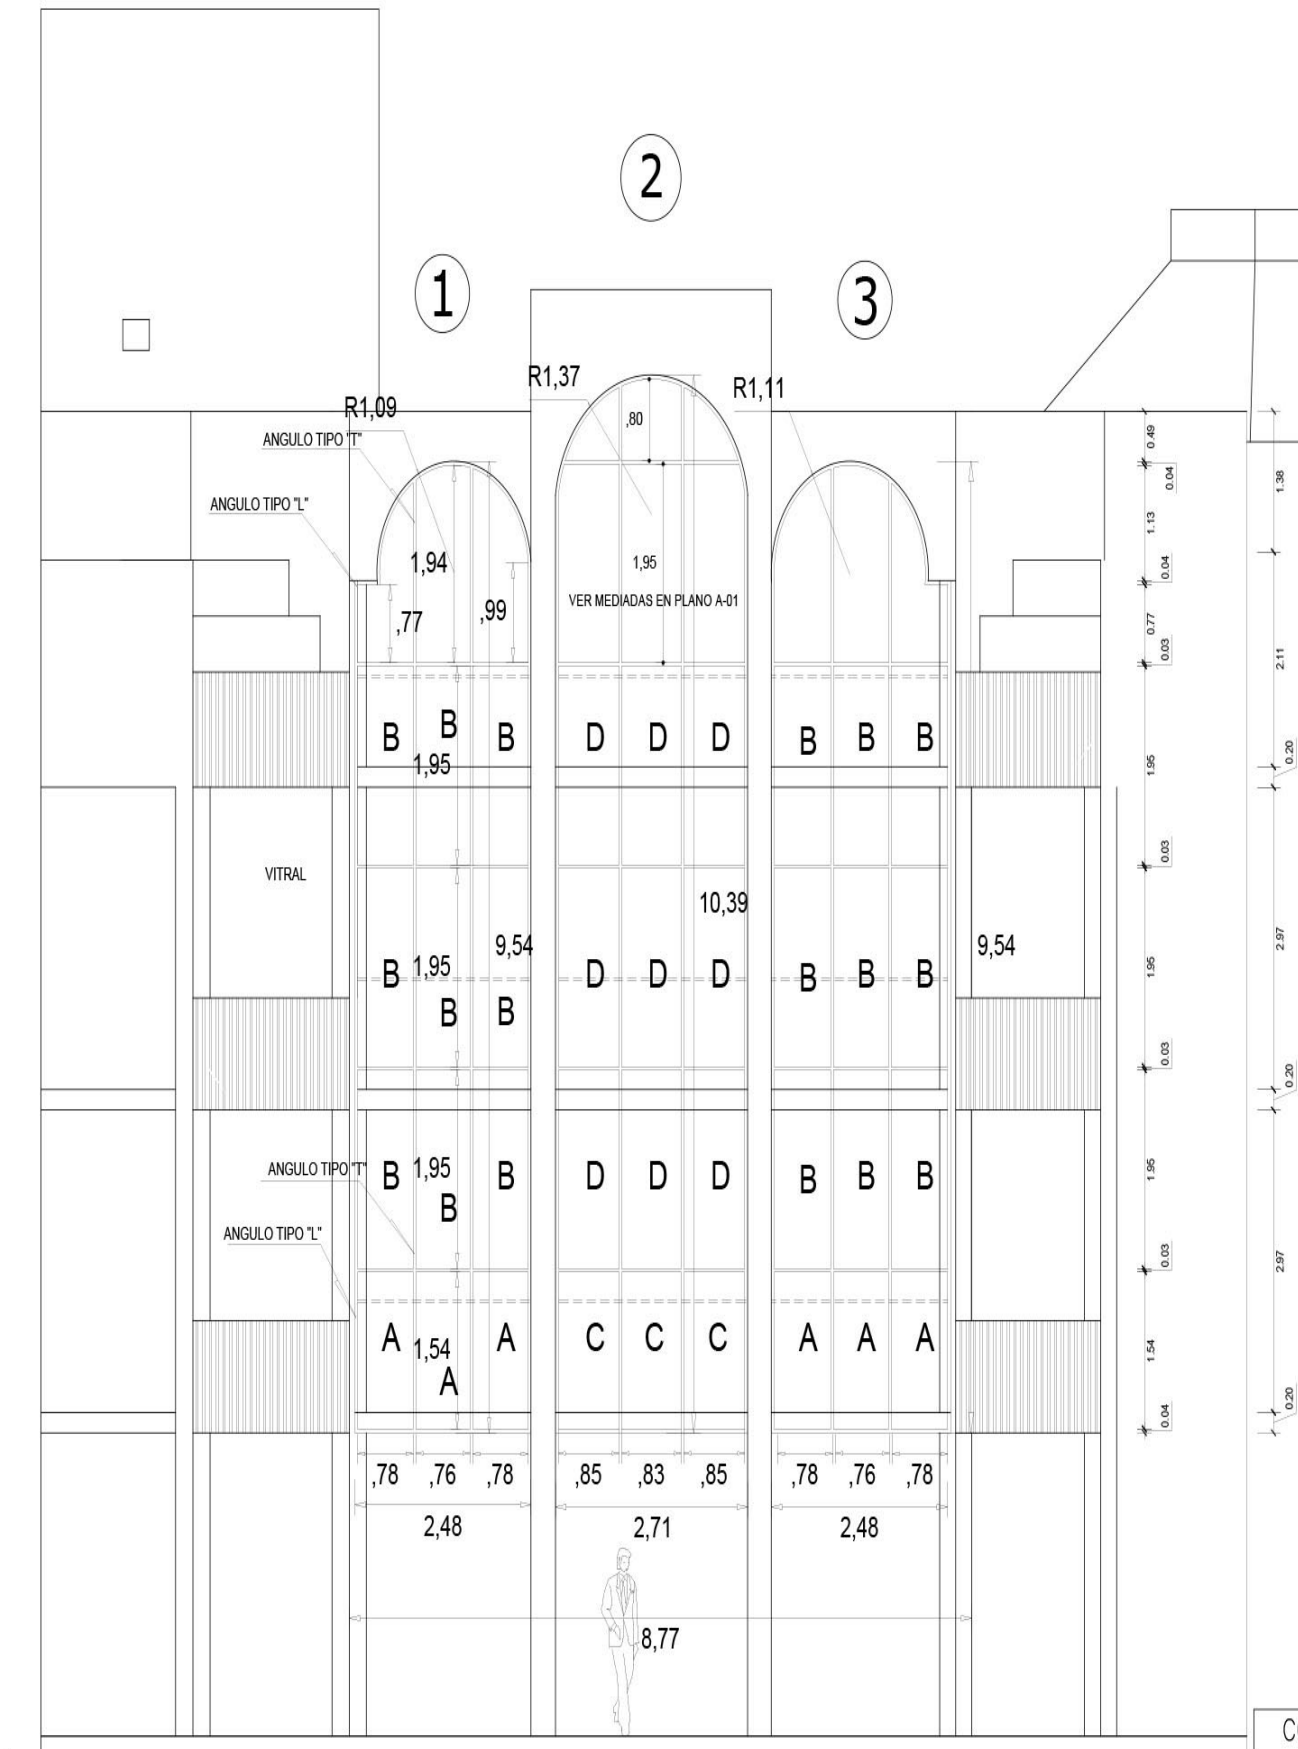 2
1
3
R1,37
R1,11
R1,09
,80
ANGULO TIPO "T"
0.49
0.04
1.38
ANGULO TIPO "L"
1.13
1,94
1,95
0.04
VER MEDIADAS EN PLANO A-01
,77
,99
0.77
0.03
2.11
B B B D D D B B B
1,95
1.95
0.20
0.03
VITRAL
10,39
9,54
9,54
2.97
B 1,95 D D D B B B
1.95
B B
0.03
0.20
ANGULO TIPO "T"
B 1,95 B D D D B B B
1.95
B
ANGULO TIPO "L"
0.03
2.97
A 1,54 A C C C A A A
1.54
A
0.20
0.04
,78 ,76 ,78 ,85 ,83 ,85 ,78 ,76 ,78
2,48 2,71 2,48
8,77